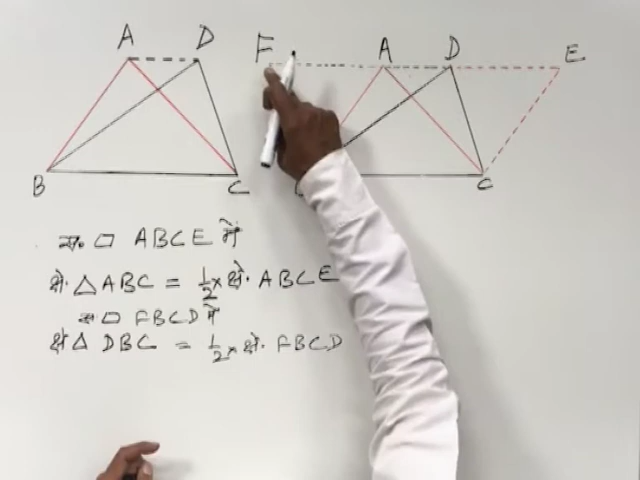 A D
B C
F A D E
C
स. ▱ ABCE में
क्षे. △ ABC = 1/2 × क्षे. ABCE
स ▱ FBCD में
क्षे △ DBC = 1/2 × क्षे. FBCD